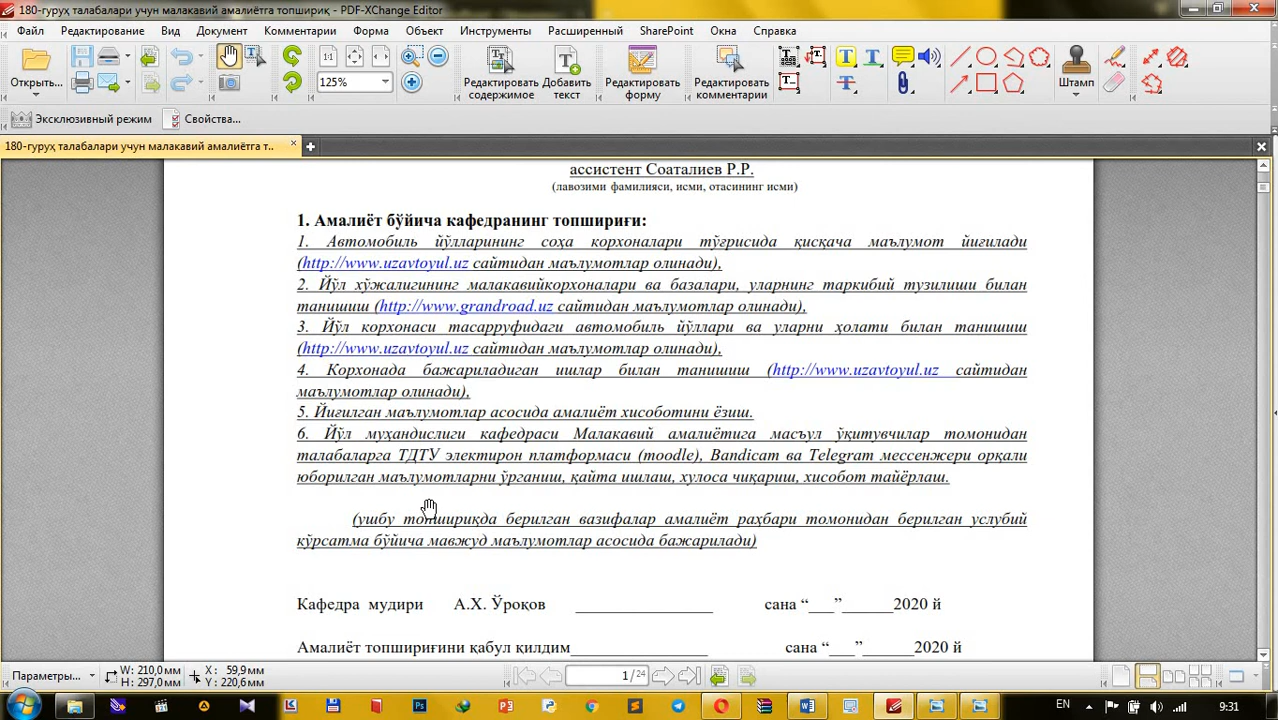 180-гуруҳ талабалари учун малакавий амалиётга топшириқ - PDF-XChange Editor
Файл Редактирование Вид Документ Комментарии Форма Объект Инструменты Расширенный SharePoint Окна Справка
Открыть...
125%
Редактировать содержимое
Добавить текст
Редактировать форму
Редактировать комментарии
Штамп
Эксклюзивный режим Свойства...
180-гуруҳ талабалари учун малакавий амалиётга т..
ассистент Соаталиев Р.Р.
(лавозими фамилияси, исми, отасининг исми)
1. Амалиёт бўйича кафедранинг топшириғи:
1. Автомобиль йўлларининг соҳа корхоналари тўғрисида қисқача маълумот йиғилади
(http://www.uzavtoyul.uz сайтидан маълумотлар олинади),
2. Йўл хўжалигининг малакавийкорхоналари ва базалари, уларнинг таркибий тузилиши билан
танишиш (http://www.grandroad.uz сайтидан маълумотлар олинади),
3. Йўл корхонаси тасарруфидаги автомобиль йўллари ва уларни ҳолати билан танишиш
(http://www.uzavtoyul.uz сайтидан маълумотлар олинади),
4. Корхонада бажариладиган ишлар билан танишиш (http://www.uzavtoyul.uz сайтидан
маълумотлар олинади),
5. Йиғилган маълумотлар асосида амалиёт хисоботини ёзиш.
6. Йўл муҳандислиги кафедраси Малакавий амалиётига масъул ўқитувчилар томонидан
талабаларга ТДТУ электирон платформаси (moodle), Bandicam ва Telegram мессенжери орқали
юборилган маълумотларни ўрганиш, қайта ишлаш, хулоса чиқариш, хисобот тайёрлаш.
(ушбу топшириқда берилган вазифалар амалиёт раҳбари томонидан берилган услубий
кўрсатма бўйича мавжуд маълумотлар асосида бажарилади)
Кафедра мудири А.Х. Ўроқов ________________ сана “___”______2020 й
Амалиёт топшириғини қабул қилдим________________ сана “___”______2020 й
Параметры... W: 210,0мм H: 297,0мм X: 59,9мм Y: 220,6мм 1 / 24
EN 9:31